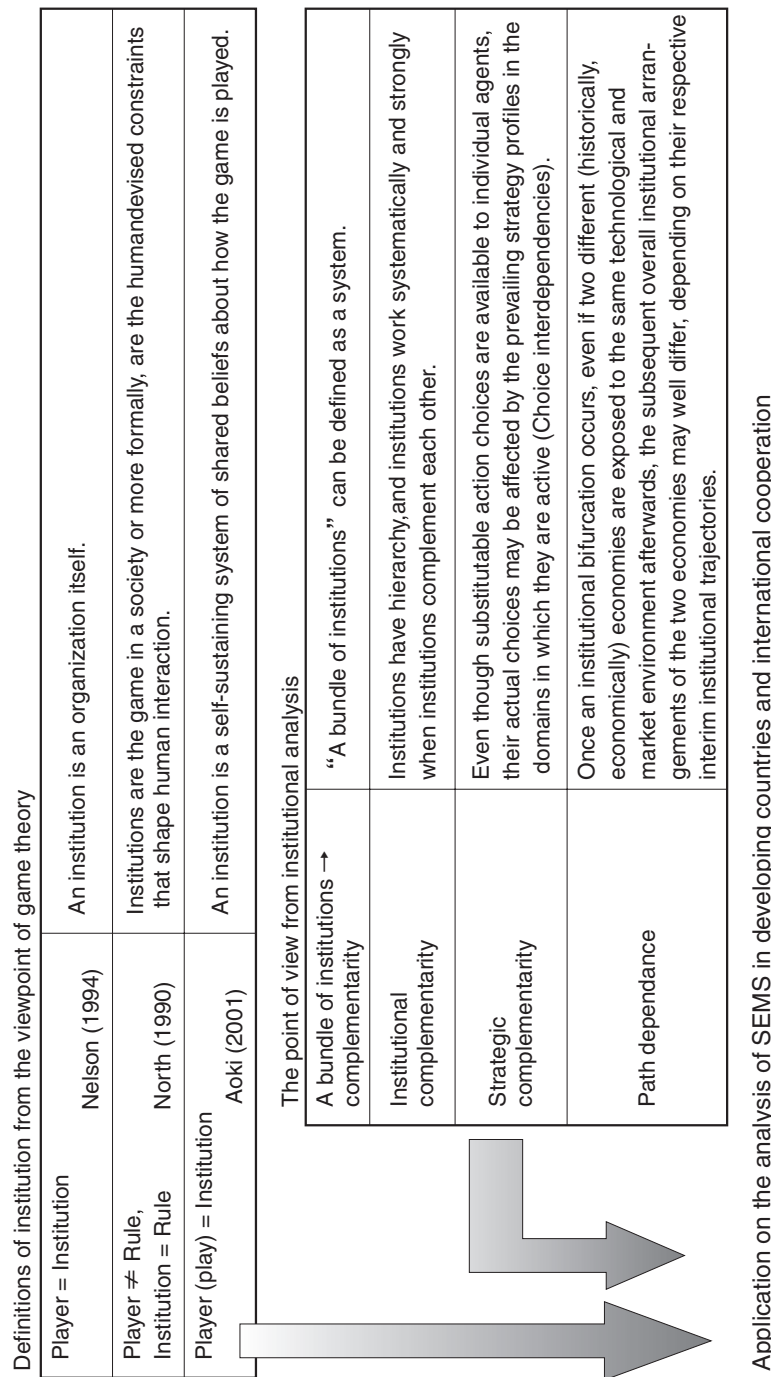 Definitions of institution from the viewpoint of game theory
Player = Institution
Nelson (1994)
An institution is an organization itself.
Player ≠ Rule,
Institution = Rule
North (1990)
Institutions are the game in a society or more formally, are the humandevised constraints
that shape human interaction.
Player (play) = Institution
Aoki (2001)
An institution is a self-sustaining system of shared beliefs about how the game is played.
The point of view from institutional analysis
A bundle of institutions →
complementarity
“A bundle of institutions” can be defined as a system.
Institutional
complementarity
Institutions have hierarchy,and institutions work systematically and strongly
when institutions complement each other.
Strategic
complementarity
Even though substitutable action choices are available to individual agents,
their actual choices may be affected by the prevailing strategy profiles in the
domains in which they are active (Choice interdependencies).
Path dependance
Once an institutional bifurcation occurs, even if two different (historically,
economically) economies are exposed to the same technological and
market environment afterwards, the subsequent overall institutional arran-
gements of the two economies may well differ, depending on their respective
interim institutional trajectories.
Application on the analysis of SEMS in developing countries and international cooperation